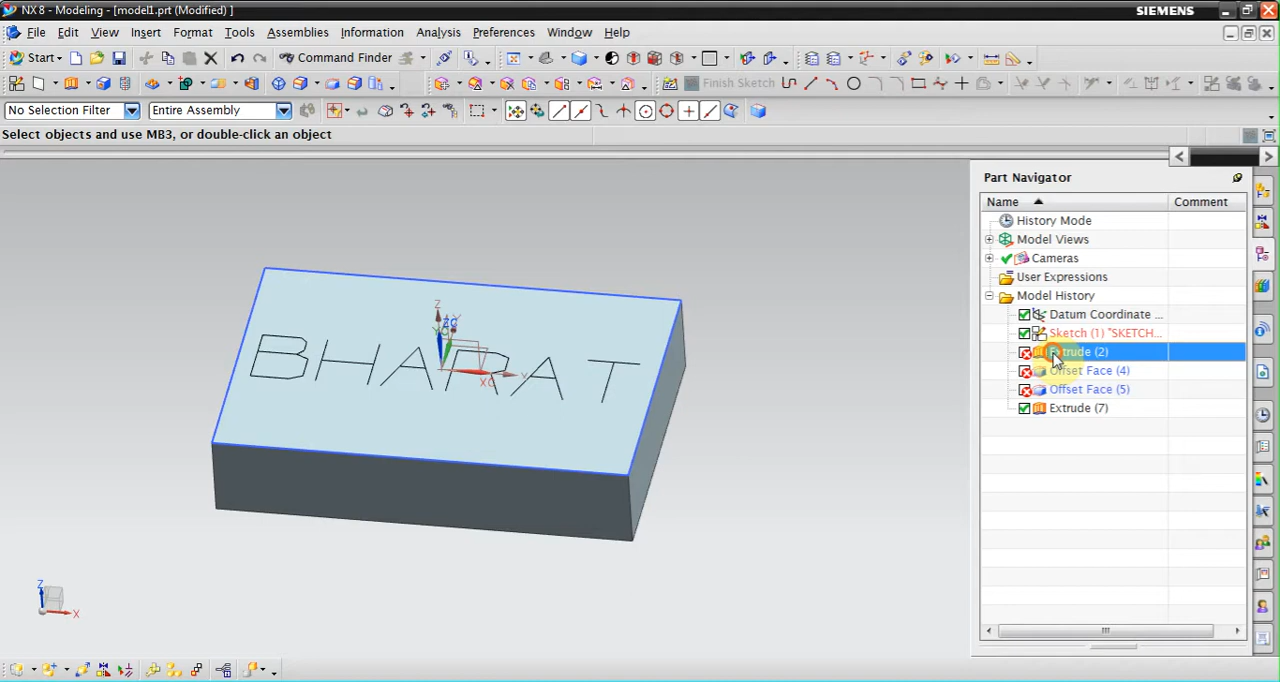 NX 8 - Modeling - [model1.prt (Modified) ]
SIEMENS
File Edit View Insert Format Tools Assemblies Information Analysis Preferences Window Help
Start Command Finder
Finish Sketch
No Selection Filter Entire Assembly
Select objects and use MB3, or double-click an object
Part Navigator
Name Comment
History Mode
Model Views
Cameras
User Expressions
Model History
Datum Coordinate ...
Sketch (1) "SKETCH...
Extrude (2)
Offset Face (4)
Offset Face (5)
Extrude (7)
Z
BHARAT
XC
Z
X